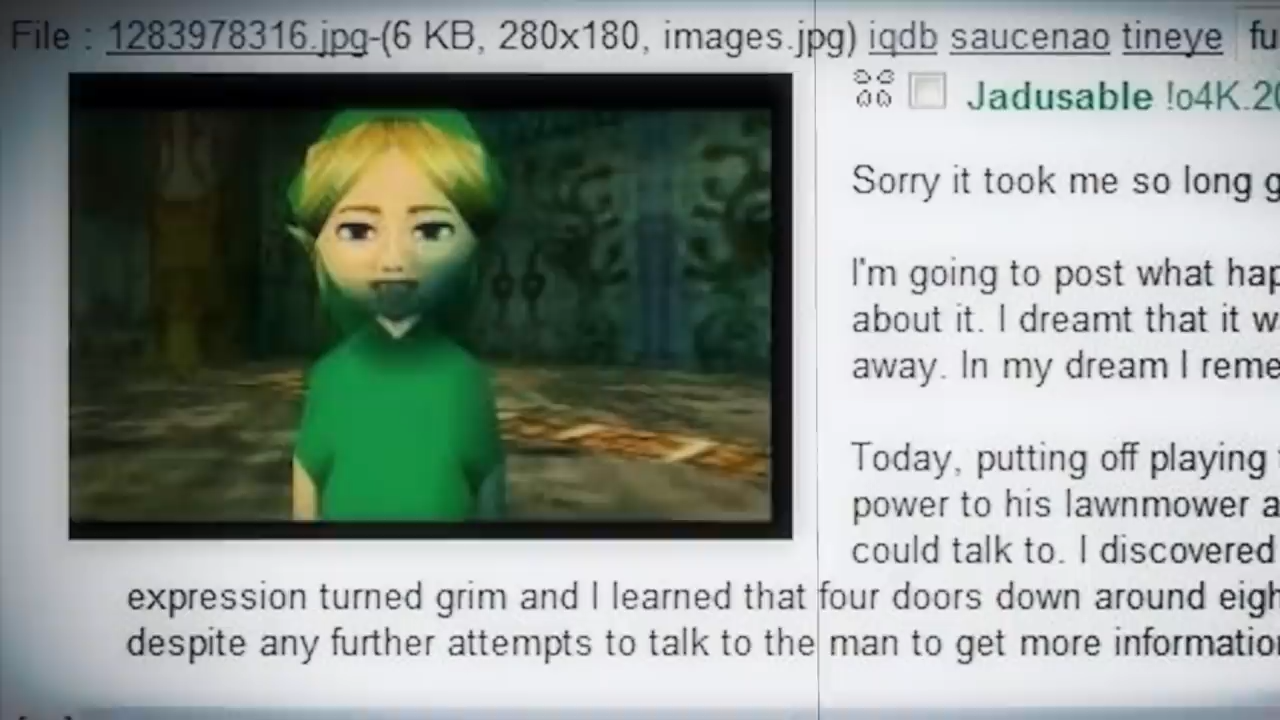 File : 1283978316.jpg-(6 KB, 280x180, images.jpg) iqdb saucenao tineye fu
Jadusable !o4K.20
Sorry it took me so long g
I'm going to post what hap
about it. I dreamt that it w
away. In my dream I reme
Today, putting off playing
power to his lawnmower a
could talk to. I discovered
expression turned grim and I learned that four doors down around eigh
despite any further attempts to talk to the man to get more informatio